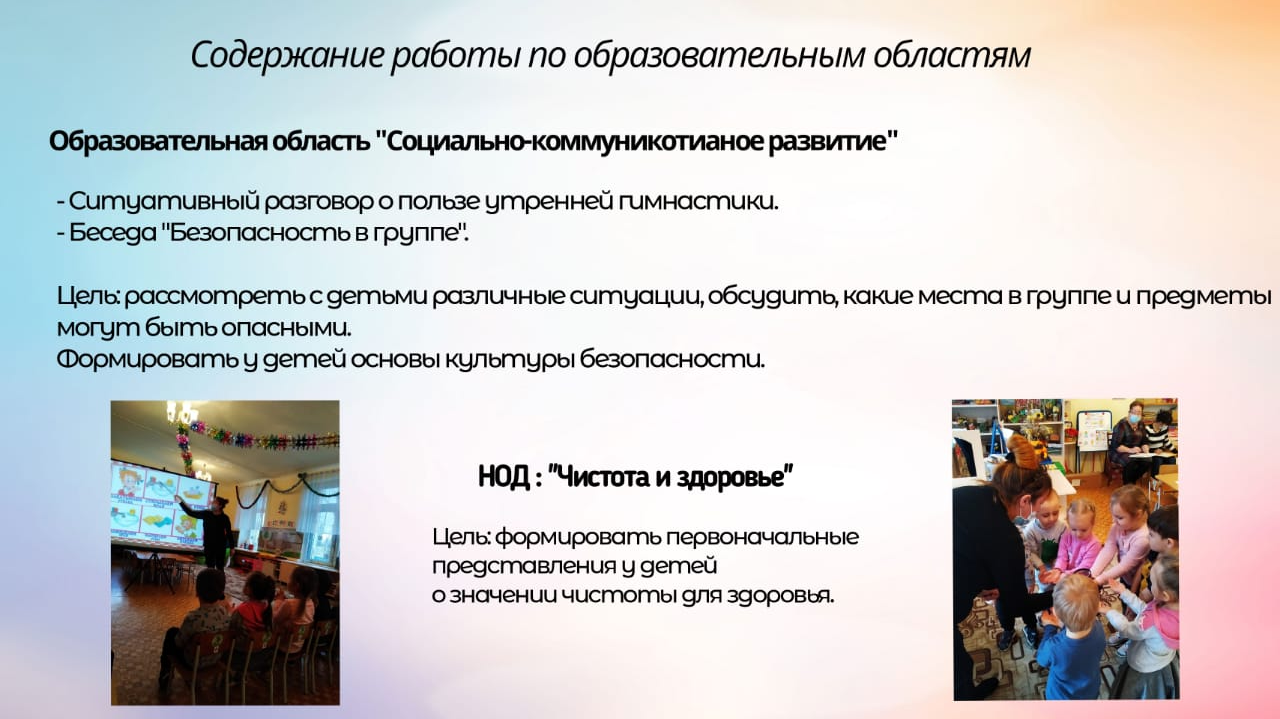 Содержание работы по образовательным областям
Образовательная область "Социально-коммуникотианое развитие"
- Ситуативный разговор о пользе утренней гимнастики.
- Беседа "Безопасность в группе".
Цель: рассмотреть с детьми различные ситуации, обсудить, какие места в группе и предметы
могут быть опасными.
Формировать у детей основы культуры безопасности.
НОД : "Чистота и здоровье"
Цель: формировать первоначальные
представления у детей
о значении чистоты для здоровья.